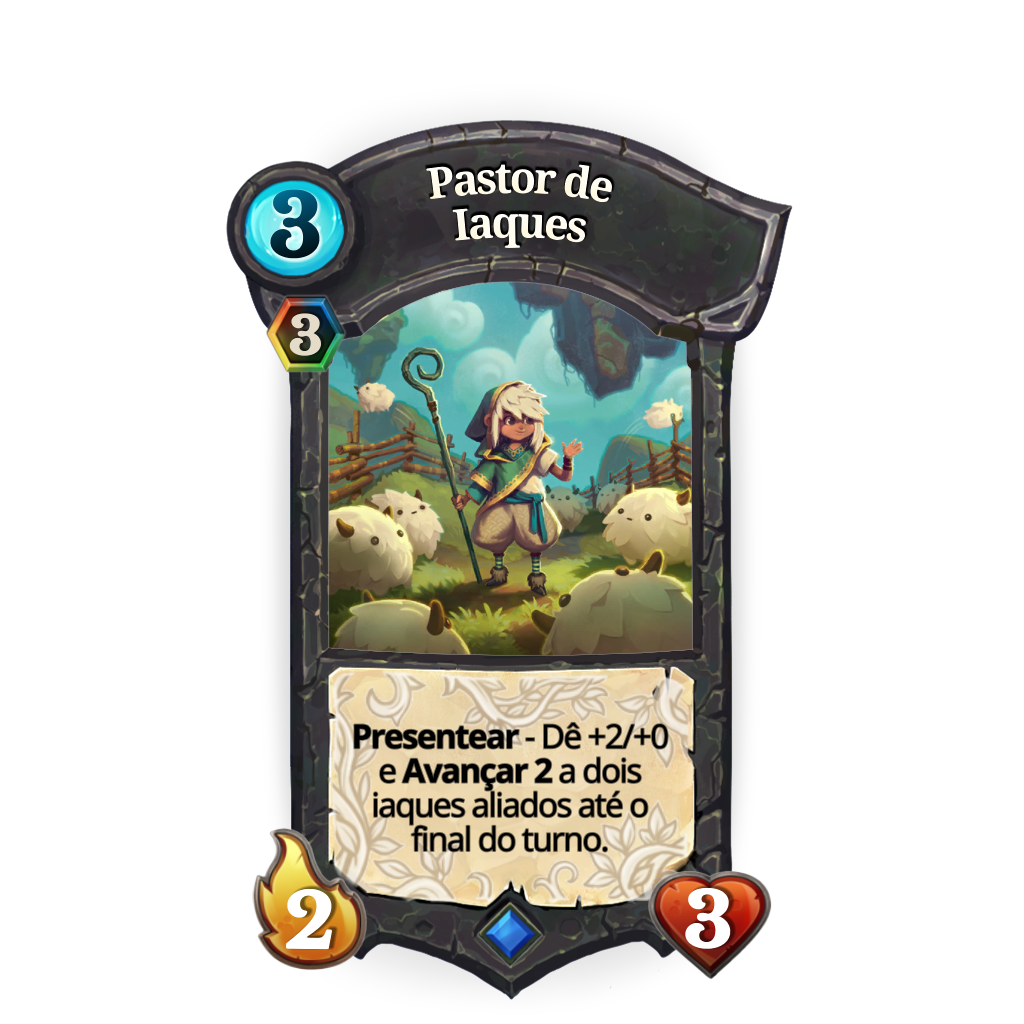 Pastor de
Iaques
3
3
Presentear - Dê +2/+0
e Avançar 2 a dois
iaques aliados até o
final do turno.
2
3